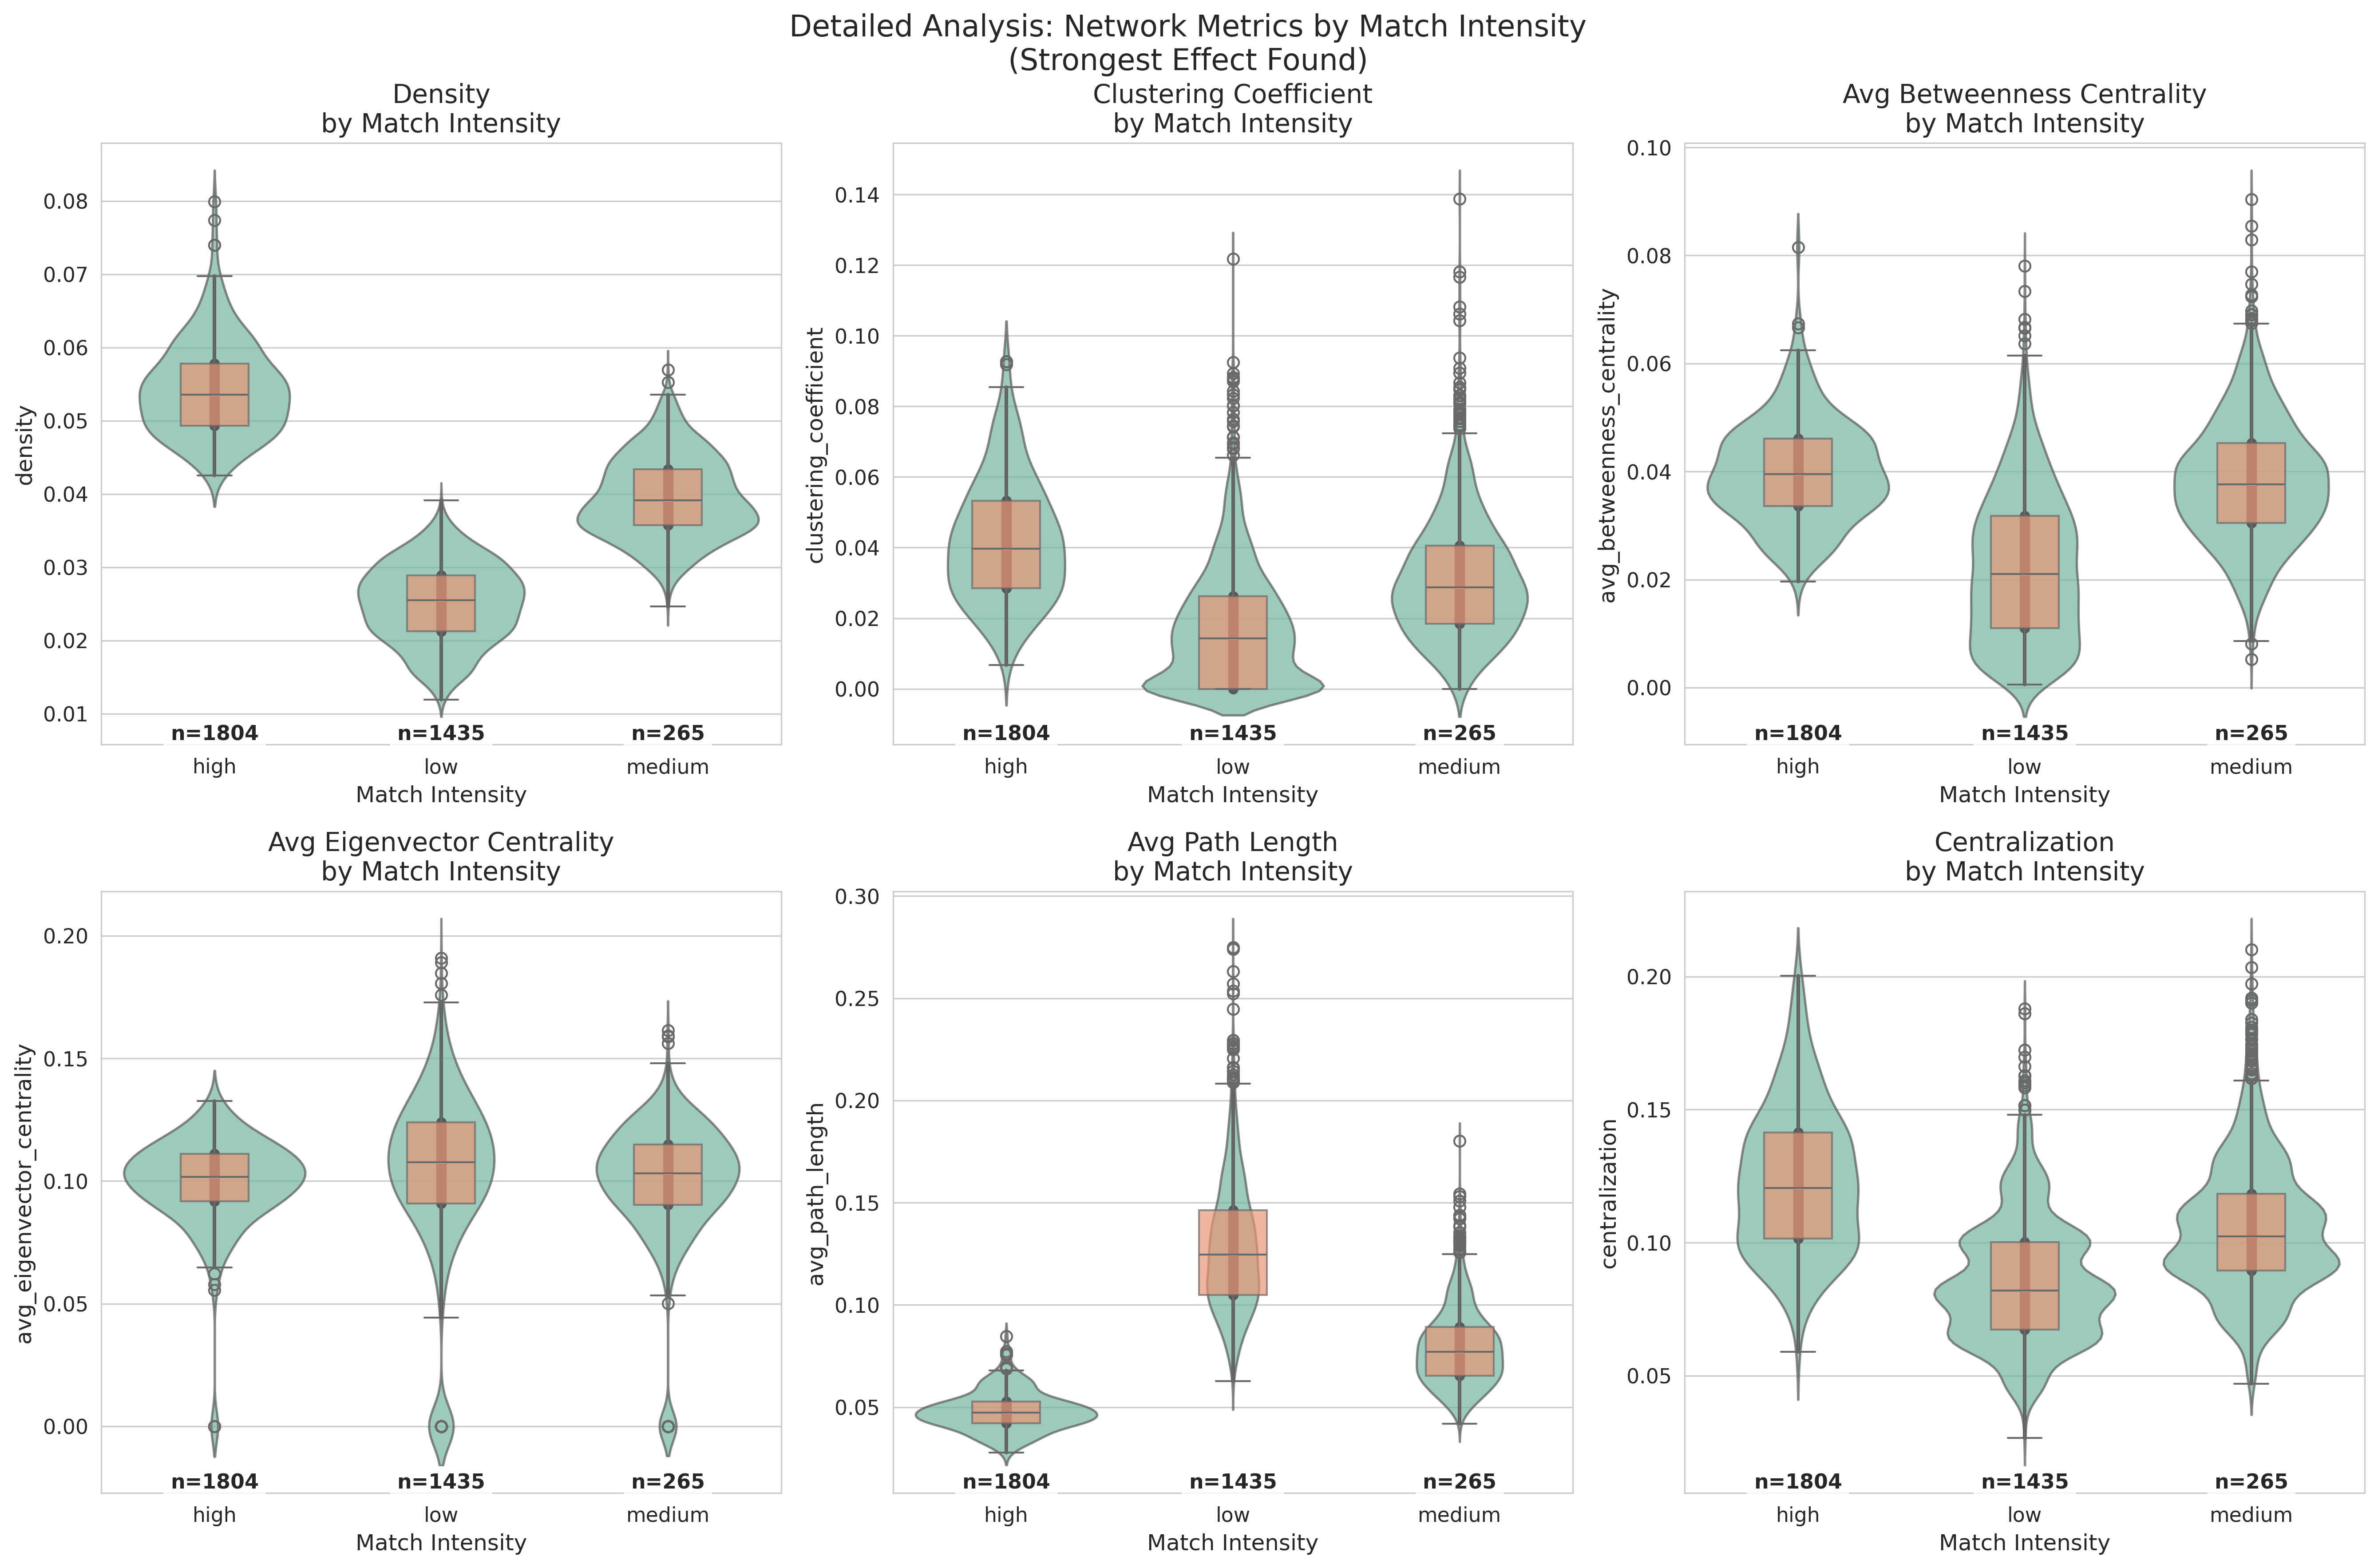 Detailed Analysis: Network Metrics by Match Intensity
(Strongest Effect Found)
Density
by Match Intensity
density
0.08
0.07
0.06
0.05
0.04
0.03
0.02
0.01
n=1804
n=1435
n=265
high
low
medium
Match Intensity
Clustering Coefficient
by Match Intensity
clustering_coefficient
0.14
0.12
0.10
0.08
0.06
0.04
0.02
0.00
n=1804
n=1435
n=265
high
low
medium
Match Intensity
Avg Betweenness Centrality
by Match Intensity
avg_betweenness_centrality
0.10
0.08
0.06
0.04
0.02
0.00
n=1804
n=1435
n=265
high
low
medium
Match Intensity
Avg Eigenvector Centrality
by Match Intensity
avg_eigenvector_centrality
0.20
0.15
0.10
0.05
0.00
n=1804
n=1435
n=265
high
low
medium
Match Intensity
Avg Path Length
by Match Intensity
avg_path_length
0.30
0.25
0.20
0.15
0.10
0.05
n=1804
n=1435
n=265
high
low
medium
Match Intensity
Centralization
by Match Intensity
centralization
0.20
0.15
0.10
0.05
n=1804
n=1435
n=265
high
low
medium
Match Intensity